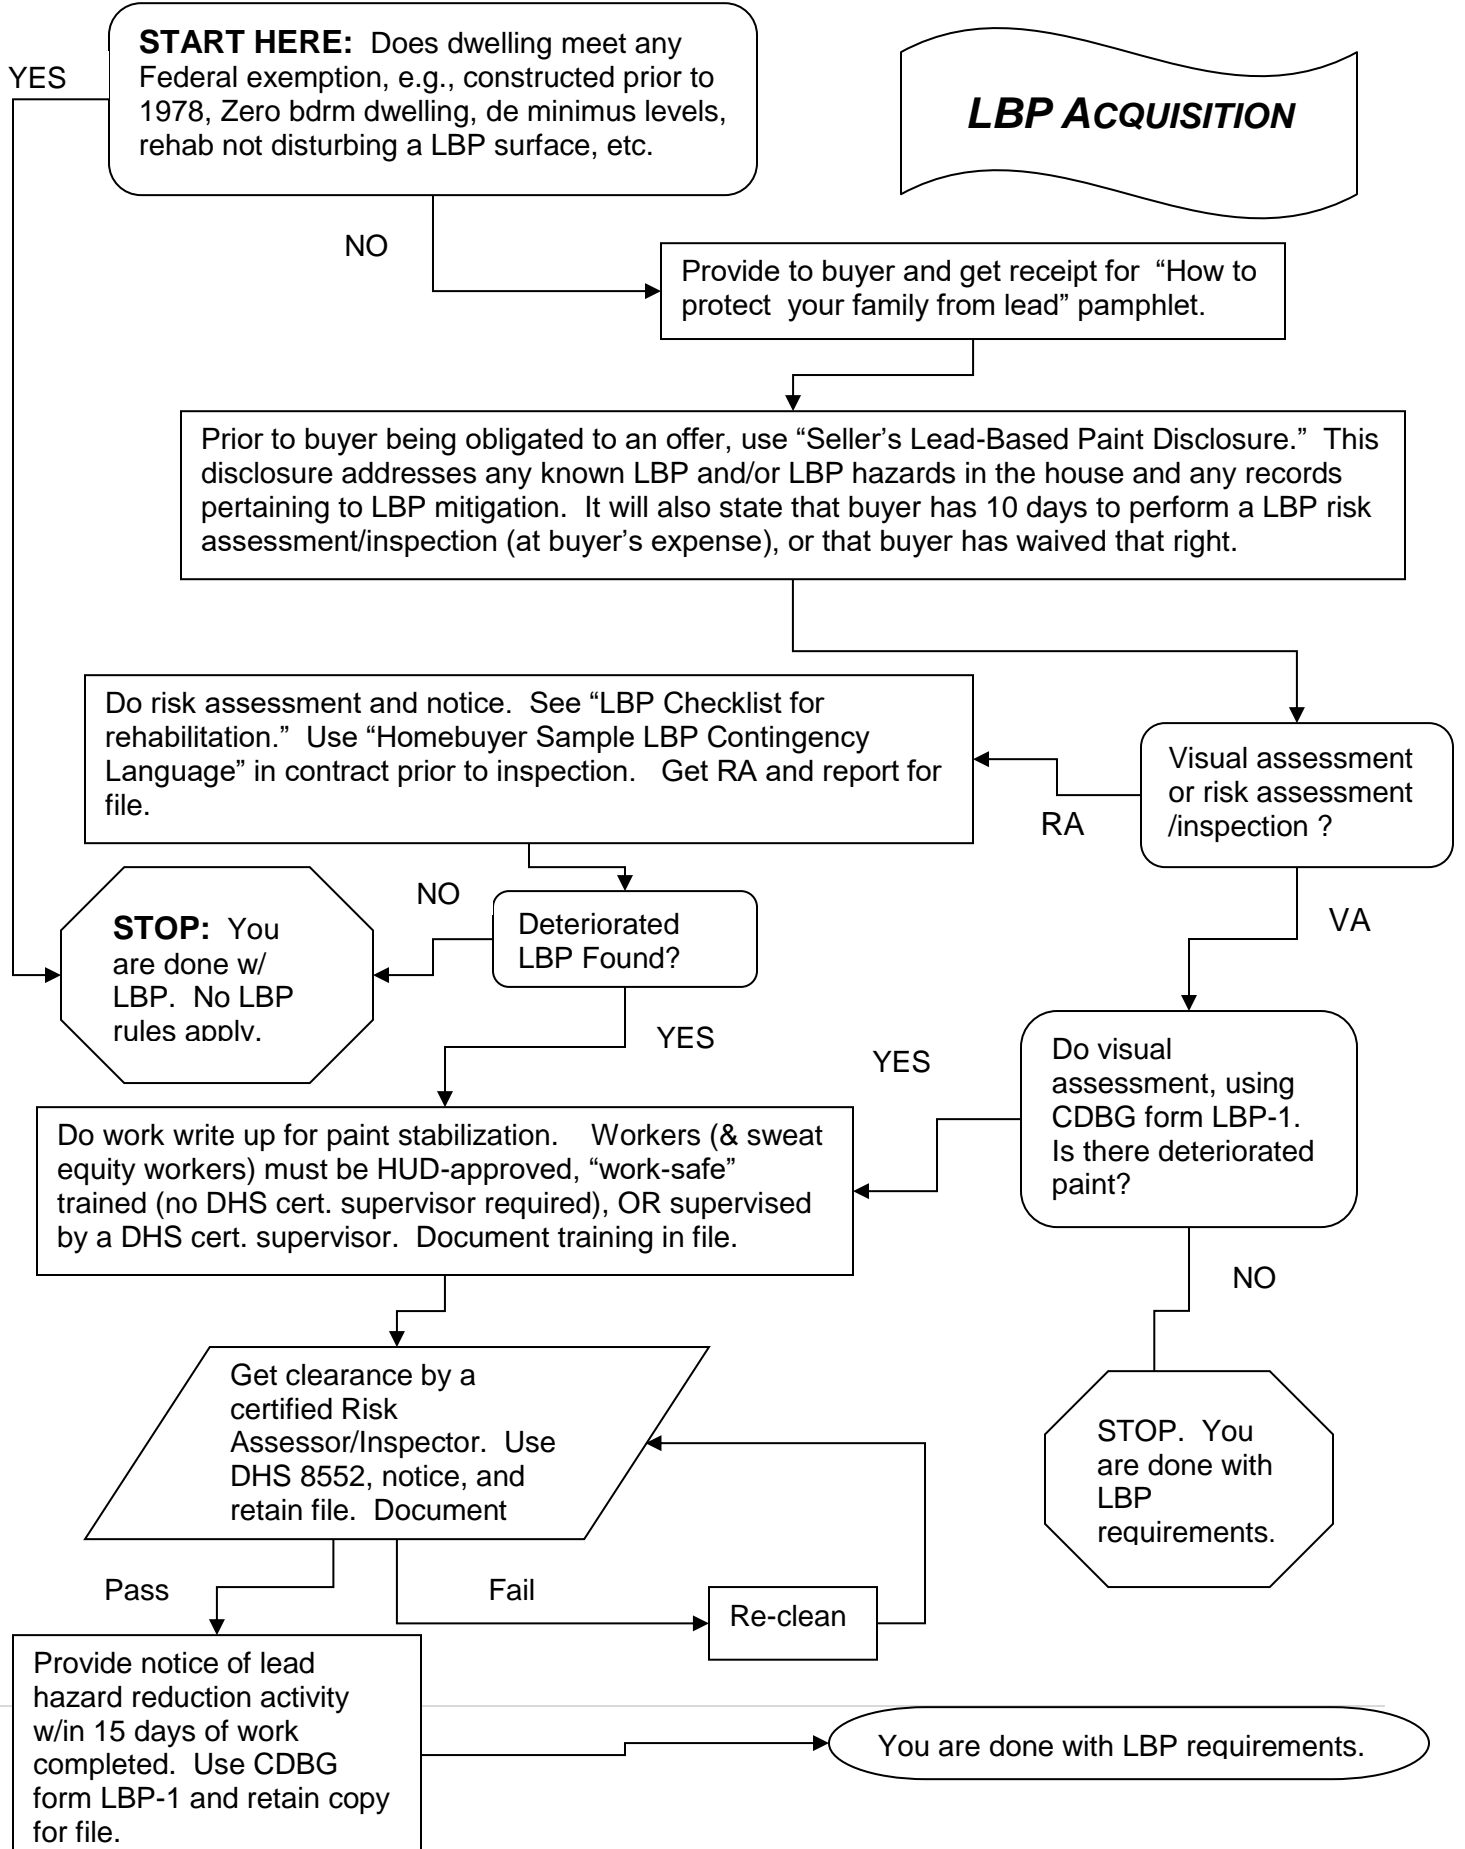 START HERE: Does dwelling meet any
Federal exemption, e.g., constructed prior to
1978, Zero bdrm dwelling, de minimus levels,
rehab not disturbing a LBP surface, etc.
YES
LBP ACQUISITION
NO
Provide to buyer and get receipt for “How to
protect your family from lead” pamphlet.
Prior to buyer being obligated to an offer, use “Seller’s Lead-Based Paint Disclosure.” This
disclosure addresses any known LBP and/or LBP hazards in the house and any records
pertaining to LBP mitigation. It will also state that buyer has 10 days to perform a LBP risk
assessment/inspection (at buyer’s expense), or that buyer has waived that right.
Do risk assessment and notice. See “LBP Checklist for
rehabilitation.” Use “Homebuyer Sample LBP Contingency
Language” in contract prior to inspection. Get RA and report for
file.
Visual assessment
or risk assessment
/inspection ?
RA
VA
NO
Deteriorated
LBP Found?
STOP: You
are done w/
LBP. No LBP
rules apply.
YES
YES
Do visual
assessment, using
CDBG form LBP-1.
Is there deteriorated
paint?
Do work write up for paint stabilization. Workers (& sweat
equity workers) must be HUD-approved, “work-safe”
trained (no DHS cert. supervisor required), OR supervised
by a DHS cert. supervisor. Document training in file.
NO
Get clearance by a
certified Risk
Assessor/Inspector. Use
DHS 8552, notice, and
retain file. Document
STOP. You
are done with
LBP
requirements.
Pass
Fail
Re-clean
Provide notice of lead
hazard reduction activity
w/in 15 days of work
completed. Use CDBG
form LBP-1 and retain copy
for file.
You are done with LBP requirements.